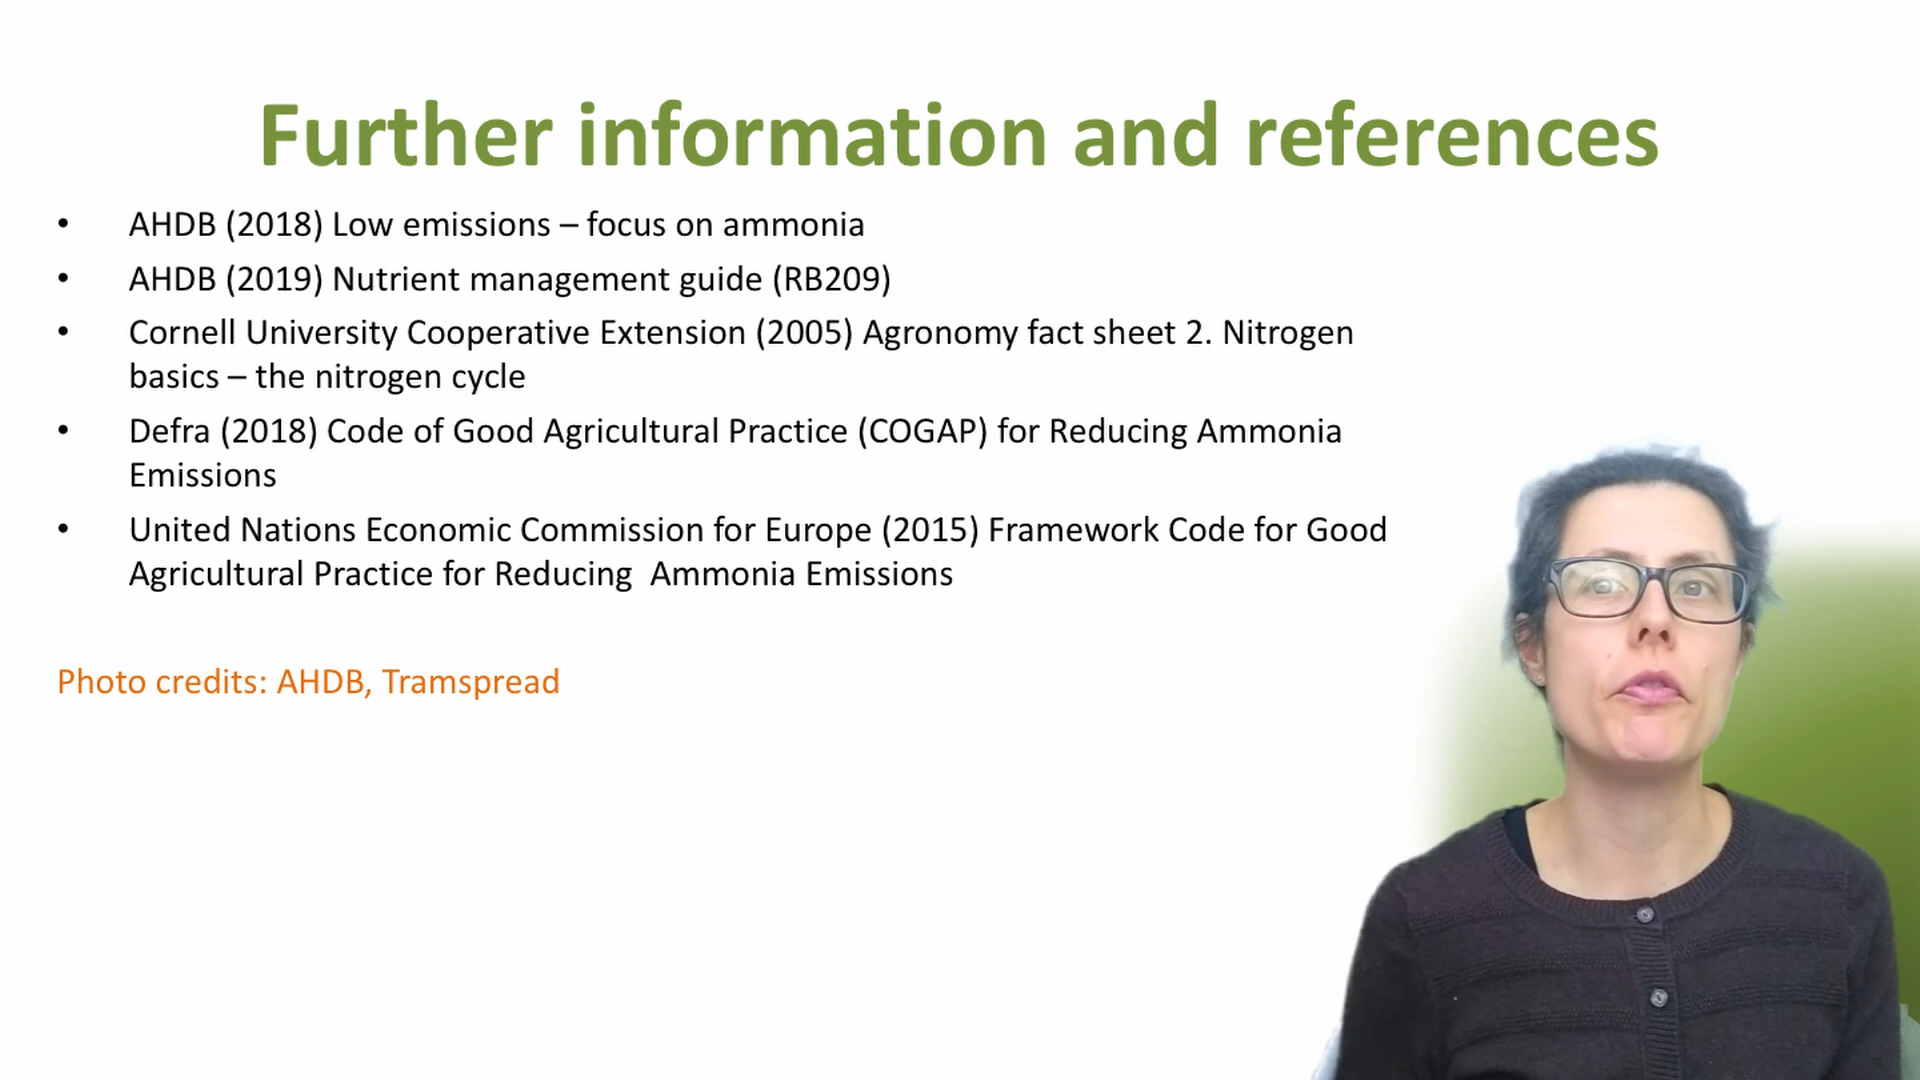 Further information and references
• AHDB (2018) Low emissions – focus on ammonia
• AHDB (2019) Nutrient management guide (RB209)
• Cornell University Cooperative Extension (2005) Agronomy fact sheet 2. Nitrogen
basics – the nitrogen cycle
• Defra (2018) Code of Good Agricultural Practice (COGAP) for Reducing Ammonia
Emissions
• United Nations Economic Commission for Europe (2015) Framework Code for Good
Agricultural Practice for Reducing  Ammonia Emissions
Photo credits: AHDB, Tramspread